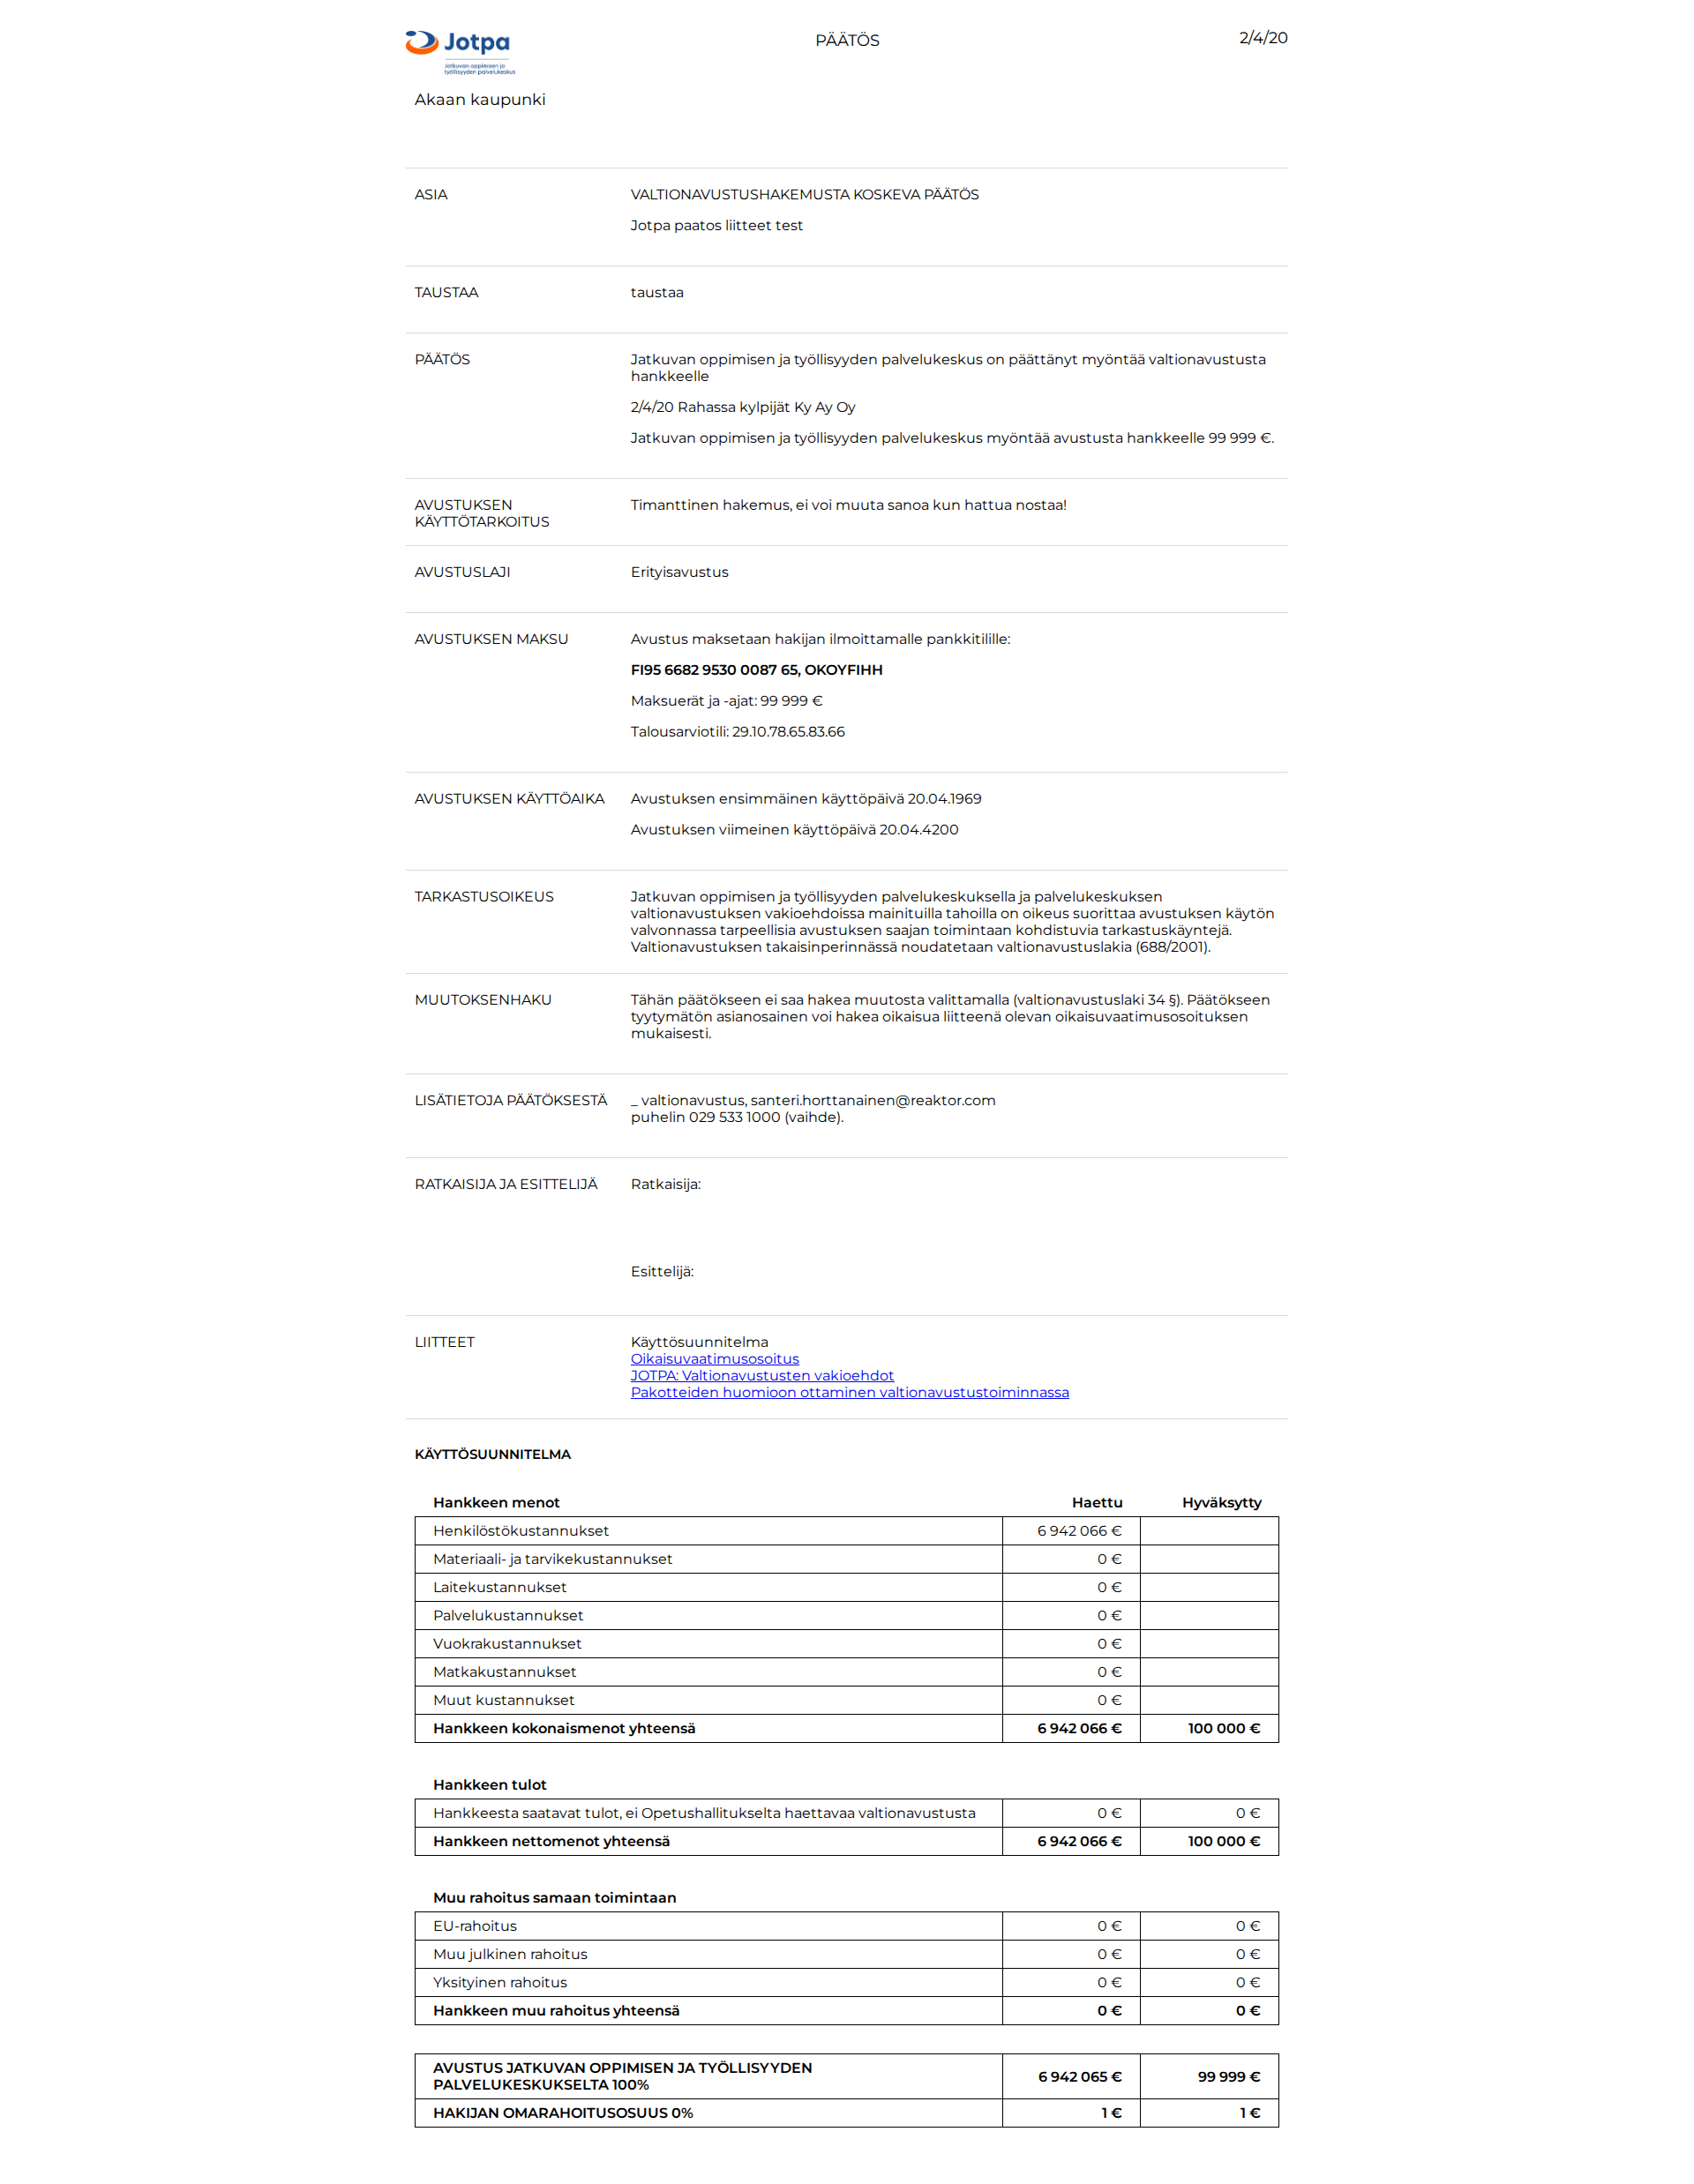 Jotpa
Jatkuvan oppimisen ja
työllisyyden palvelukeskus
PÄÄTÖS
2/4/20
Akaan kaupunki
ASIA
VALTIONAVUSTUSHAKEMUSTA KOSKEVA PÄÄTÖS
Jotpa paatos liitteet test
TAUSTAA
taustaa
PÄÄTÖS
Jatkuvan oppimisen ja työllisyyden palvelukeskus on päättänyt myöntää valtionavustusta
hankkeelle
2/4/20 Rahassa kylpijät Ky Ay Oy
Jatkuvan oppimisen ja työllisyyden palvelukeskus myöntää avustusta hankkeelle 99 999 €.
AVUSTUKSEN
KÄYTTÖTARKOITUS
Timanttinen hakemus, ei voi muuta sanoa kun hattua nostaa!
AVUSTUSLAJI
Erityisavustus
AVUSTUKSEN MAKSU
Avustus maksetaan hakijan ilmoittamalle pankkitilille:
FI95 6682 9530 0087 65, OKOYFIHH
Maksuerät ja -ajat: 99 999 €
Talousarviotili: 29.10.78.65.83.66
AVUSTUKSEN KÄYTTÖAIKA
Avustuksen ensimmäinen käyttöpäivä 20.04.1969
Avustuksen viimeinen käyttöpäivä 20.04.4200
TARKASTUSOIKEUS
Jatkuvan oppimisen ja työllisyyden palvelukeskuksella ja palvelukeskuksen
valtionavustuksen vakioehdoissa mainituilla tahoilla on oikeus suorittaa avustuksen käytön
valvonnassa tarpeellisia avustuksen saajan toimintaan kohdistuvia tarkastuskäyntejä.
Valtionavustuksen takaisinperinnässä noudatetaan valtionavustuslakia (688/2001).
MUUTOKSENHAKU
Tähän päätökseen ei saa hakea muutosta valittamalla (valtionavustuslaki 34 §). Päätökseen
tyytymätön asianosainen voi hakea oikaisua liitteenä olevan oikaisuvaatimusosoituksen
mukaisesti.
LISÄTIETOJA PÄÄTÖKSESTÄ
_ valtionavustus, santeri.horttanainen@reaktor.com
puhelin 029 533 1000 (vaihde).
RATKAISIJA JA ESITTELIJÄ
Ratkaisija:
Esittelijä:
LIITTEET
Käyttösuunnitelma
Oikaisuvaatimusosoitus
JOTPA: Valtionavustusten vakioehdot
Pakotteiden huomioon ottaminen valtionavustustoiminnassa
KÄYTTÖSUUNNITELMA
Hankkeen menot Haettu Hyväksytty
Henkilöstökustannukset 6 942 066 €
Materiaali- ja tarvikekustannukset 0 €
Laitekustannukset 0 €
Palvelukustannukset 0 €
Vuokrakustannukset 0 €
Matkakustannukset 0 €
Muut kustannukset 0 €
Hankkeen kokonaismenot yhteensä 6 942 066 € 100 000 €
Hankkeen tulot
Hankkeesta saatavat tulot, ei Opetushallitukselta haettavaa valtionavustusta 0 € 0 €
Hankkeen nettomenot yhteensä 6 942 066 € 100 000 €
Muu rahoitus samaan toimintaan
EU-rahoitus 0 € 0 €
Muu julkinen rahoitus 0 € 0 €
Yksityinen rahoitus 0 € 0 €
Hankkeen muu rahoitus yhteensä 0 € 0 €
AVUSTUS JATKUVAN OPPIMISEN JA TYÖLLISYYDEN
PALVELUKESKUKSELTA 100% 6 942 065 € 99 999 €
HAKIJAN OMARAHOITUSOSUUS 0% 1 € 1 €